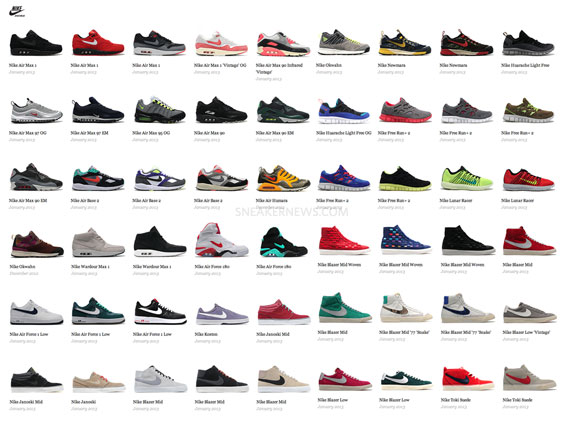 NIKE
Nike Air Max 1
January 2013
Nike Air Max 1
January 2013
Nike Air Max 1
January 2013
Nike Air Max 1 'Vintage' OG
January 2013
Nike Air Max 90 Infrared
'Vintage'
January 2013
Nike Okwahn
January 2013
Nike Newmara
January 2013
Nike Newmara
January 2013
Nike Huarache Light Free
January 2013
Nike Air Max 97 OG
January 2013
Nike Air Max 97 EM
January 2013
Nike Air Max 95 OG
January 2013
Nike Air Max 90
January 2013
Nike Air Max 90 EM
January 2013
Nike Huarache Light Free OG
January 2013
Nike Free Run+ 2
January 2013
Nike Free Run+ 2
January 2013
Nike Free Run+ 2
January 2013
Nike Air Max 90 EM
January 2013
Nike Air Base 2
January 2013
Nike Air Base 2
January 2013
Nike Air Base 2
January 2013
Nike Air Humara
January 2013
Nike Free Run+ 2
January 2013
Nike Free Run+ 2
January 2013
Nike Lunar Racer
January 2013
Nike Lunar Racer
January 2013
SNEAKERNEWS.COM
Nike Okwahn
December 2012
Nike Wardour Max 1
January 2013
Nike Wardour Max 1
January 2013
Nike Air Force 180
January 2013
Nike Air Force 180
January 2013
Nike Blazer Mid Woven
January 2013
Nike Blazer Mid Woven
January 2013
Nike Blazer Mid Woven
January 2013
Nike Blazer Mid
January 2013
Nike Air Force 1 Low
January 2013
Nike Air Force 1 Low
January 2013
Nike Air Force 1 Low
January 2013
Nike Koston
January 2013
Nike Janoski Mid
January 2013
Nike Blazer Mid
January 2013
Nike Blazer Mid '77 'Snake'
January 2013
Nike Blazer Mid '77 'Snake'
January 2013
Nike Blazer Low 'Vintage'
January 2013
Nike Janoski Mid
January 2013
Nike Janoski
January 2013
Nike Blazer Mid
January 2013
Nike Blazer Mid
January 2013
Nike Blazer Mid
January 2013
Nike Blazer Low
January 2013
Nike Blazer Low
January 2013
Nike Toki Suede
January 2013
Nike Toki Suede
January 2013